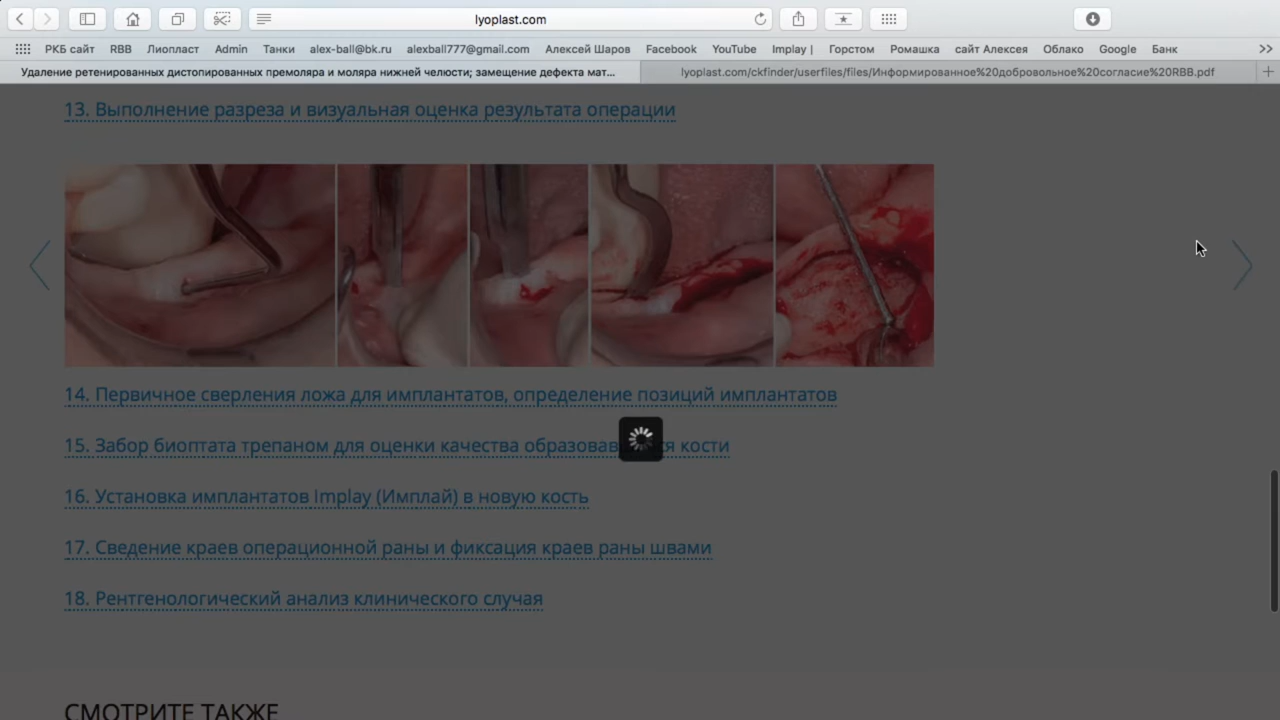 lyoplast.com
РКБ сайт RBB Лиопласт Admin Танки alex-ball@bk.ru alexball777@gmail.com Алексей Шаров Facebook YouTube Implay | Горстом Ромашка сайт Алексея Облако Google Банк
Удаление ретенированных дистопированных премоляра и моляра нижней челюсти; замещение дефекта мат... lyoplast.com/ckfinder/userfiles/files/Информированное%20добровольное%20согласие%20RBB.pdf
13. Выполнение разреза и визуальная оценка результата операции
14. Первичное сверления ложа для имплантатов, определение позиций имплантатов
15. Забор биоптата трепаном для оценки качества кости
16. Установка имплантатов Implay (Имплай) в новую кость
17. Сведение краев операционной раны и фиксация краев раны швами
18. Рентгенологический анализ клинического случая
СМОТРИТЕ ТАКЖЕ